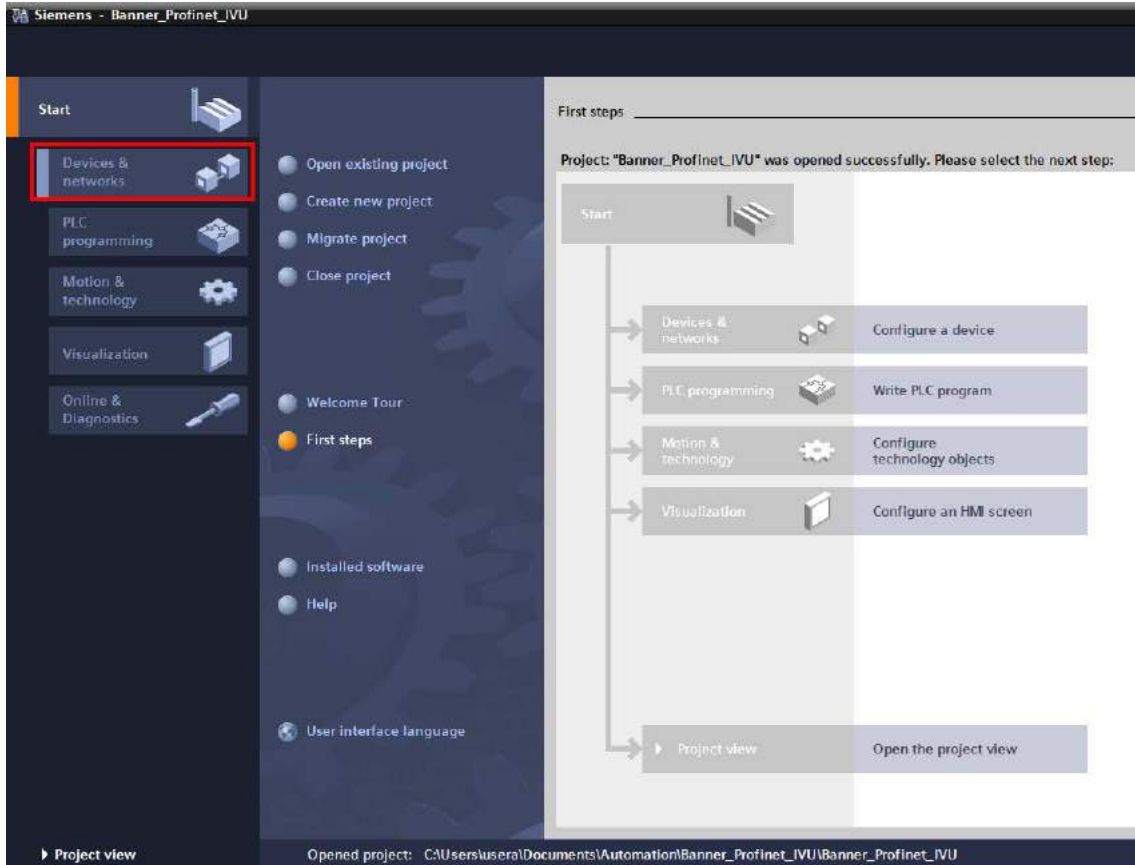 Siemens - Banner_Profinet_IVU
Start
Devices &
networks
PLC
programming
Motion &
technology
Visualization
Online &
Diagnostics
Project view
Open existing project
Create new project
Migrate project
Close project
Welcome Tour
First steps
Installed software
Help
User interface language
First steps
Project: "Banner_Profinet_IVU" was opened successfully. Please select the next step:
Start
Devices &
networks
Configure a device
PLC programming
Write PLC program
Motion &
technology
Configure
technology objects
Visualization
Configure an HMI screen
Project view
Open the project view
Opened project: C:\Users\usera\Documents\Automation\Banner_Profinet_IVU\Banner_Profinet_IVU